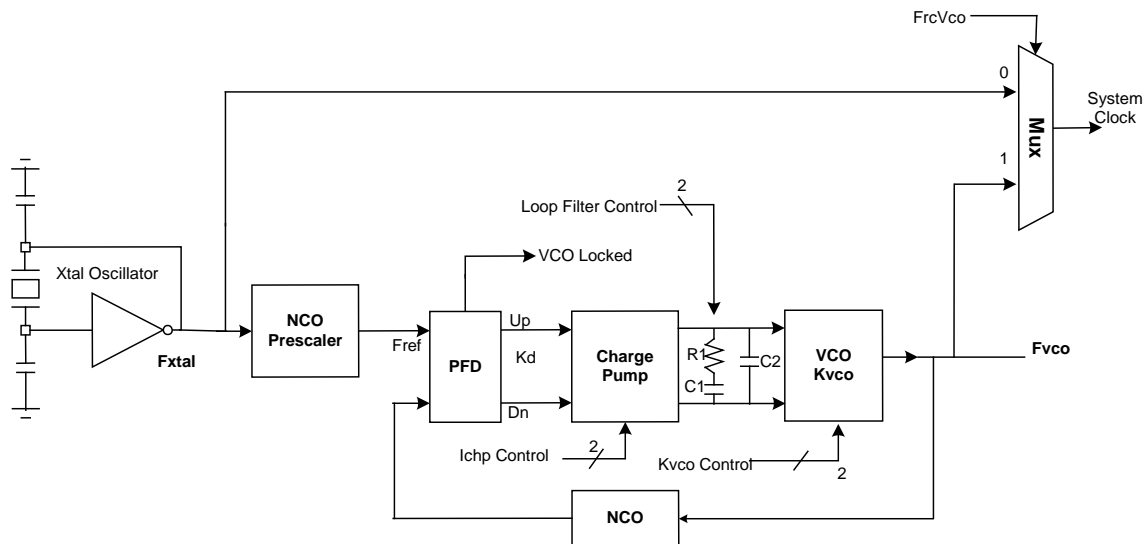 FrcVco
0
System
Clock
Mux
1
2
Loop Filter Control
VCO Locked
Xtal Oscillator
NCO
Prescaler
Fxtal
Fref
PFD
Up
Kd
Dn
Charge
Pump
R1
C1
C2
VCO
Kvco
Fvco
Ichp Control
2
Kvco Control
2
NCO